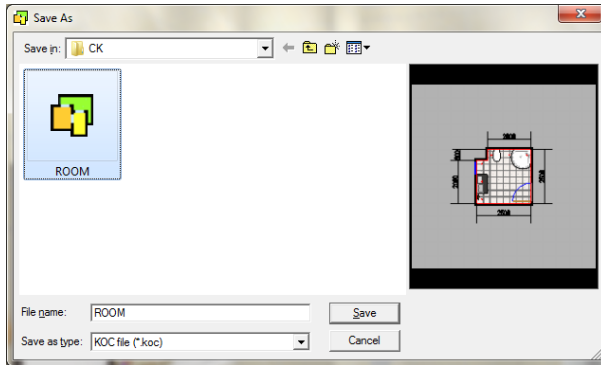 Save As
Save in: CK
ROOM
File name: ROOM Save
Save as type: KOC file (*.koc) Cancel